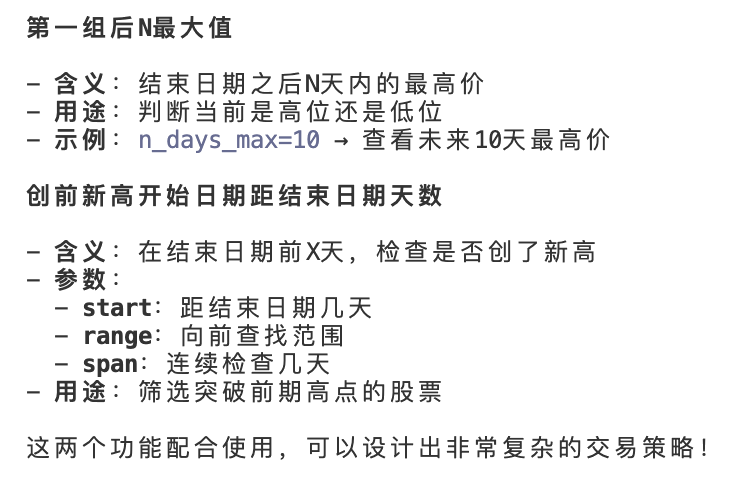 第一组后N最大值
– 含义: 结束日期之后N天内的最高价
– 用途: 判断当前是高位还是低位
– 示例: n_days_max=10 → 查看未来10天最高价
创前新高开始日期距结束日期天数
– 含义: 在结束日期前X天, 检查是否创了新高
– 参数:
– start: 距结束日期几天
– range: 向前查找范围
– span: 连续检查几天
– 用途: 筛选突破前期高点的股票
这两个功能配合使用, 可以设计出非常复杂的交易策略!